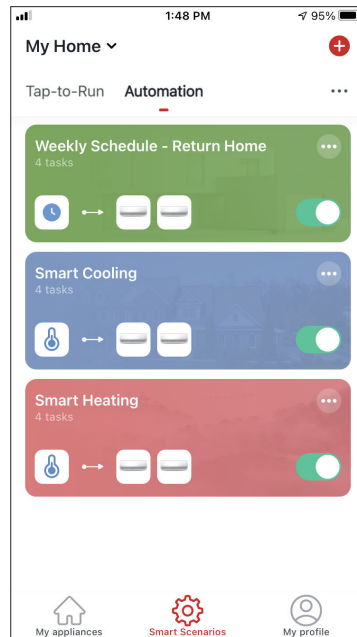 1:48 PM 95%
My Home
Tap-to-Run Automation
Weekly Schedule - Return Home
4 tasks
Smart Cooling
4 tasks
Smart Heating
4 tasks
My appliances Smart Scenarios My profile